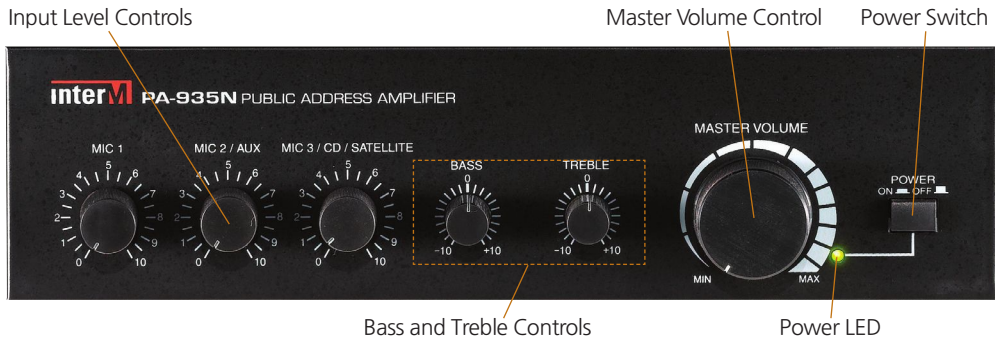 Input Level Controls
Master Volume Control
Power Switch
interM PA-935N PUBLIC ADDRESS AMPLIFIER
MASTER VOLUME
MIC 1
MIC 2 / AUX
MIC 3 / CD / SATELLITE
BASS
TREBLE
POWER
ON OFF
0 1 2 3 4 5 6 7 8 9 10
0 1 2 3 4 5 6 7 8 9 10
0 1 2 3 4 5 6 7 8 9 10
0
-10 +10
0
-10 +10
MIN MAX
Bass and Treble Controls
Power LED